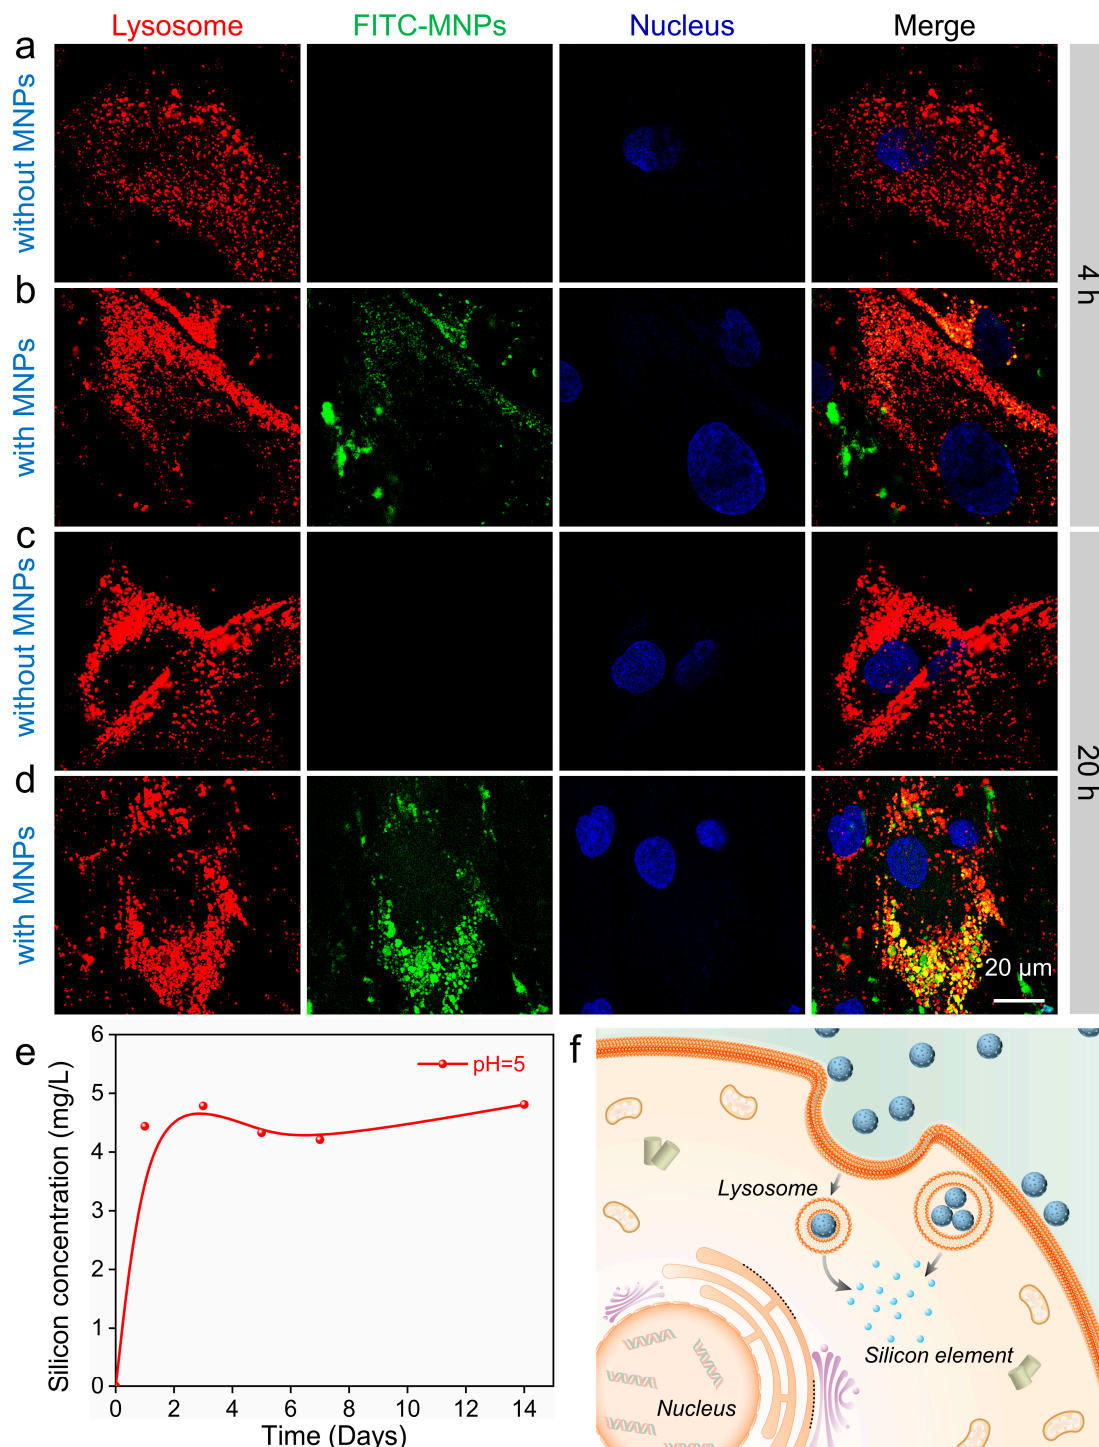 Lysosome FITC-MNPs Nucleus Merge
a
without MNPs
b
with MNPs
4 h
c
without MNPs
d
with MNPs
20 h
20 μm
e
Silicon concentration (mg/L)
6
5
4
3
2
1
0
pH=5
0 2 4 6 8 10 12 14
Time (Days)
f
Lysosome
Silicon element
Nucleus